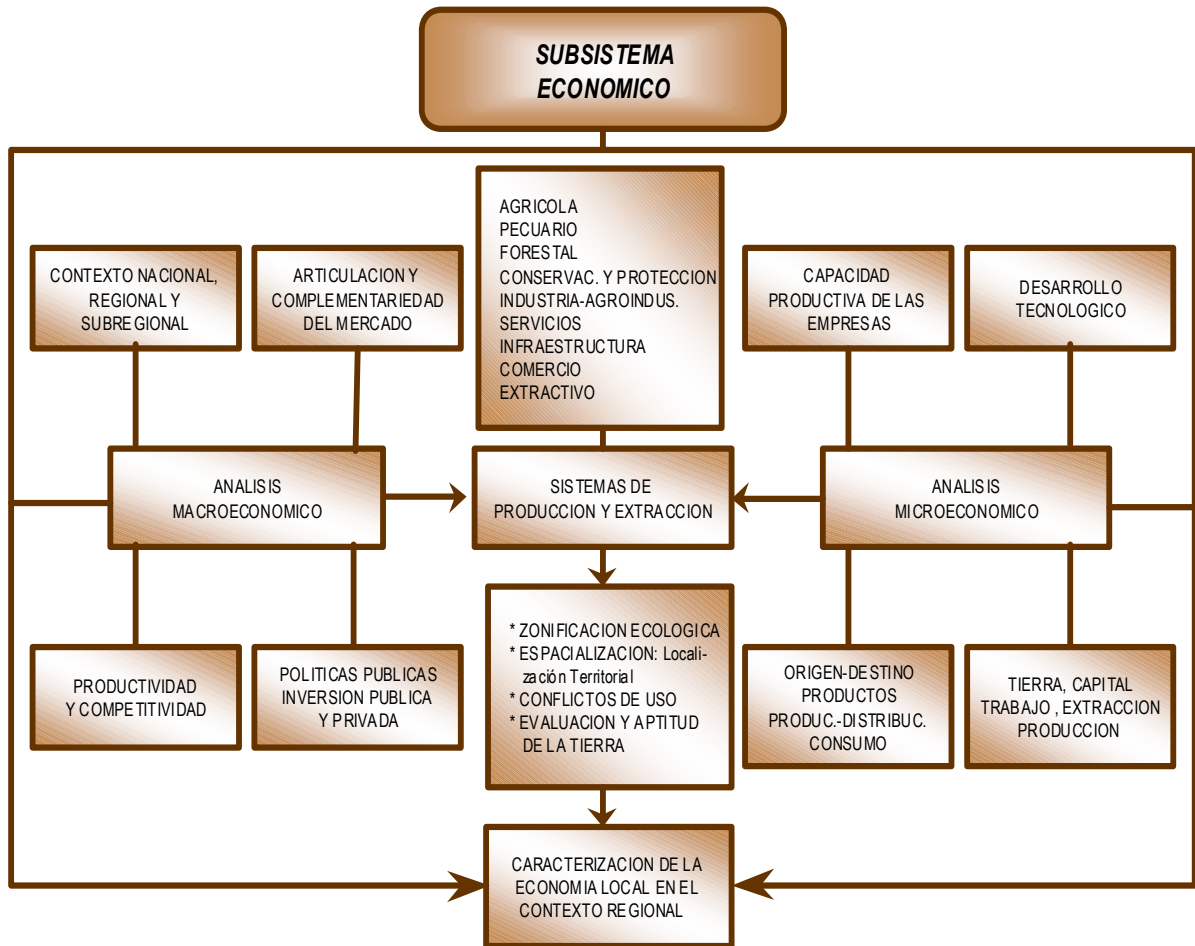 SUBSISTEMA
ECONOMICO
AGRICOLA
PECUARIO
FORESTAL
CONSERVAC. Y PROTECCION
INDUSTRIA-AGROINDUS.
SERVICIOS
INFRAESTRUCTURA
COMERCIO
EXTRACTIVO
CONTEXTO NACIONAL,
REGIONAL Y
SUBREGIONAL
ARTICULACION Y
COMPLEMENTARIEDAD
DEL MERCADO
CAPACIDAD
PRODUCTIVA DE LAS
EMPRESAS
DESARROLLO
TECNOLOGICO
ANALISIS
MACROECONOMICO
SISTEMAS DE
PRODUCCION Y EXTRACCION
ANALISIS
MICROECONOMICO
PRODUCTIVIDAD
Y COMPETITIVIDAD
POLITICAS PUBLICAS
INVERSION PUBLICA
Y PRIVADA
* ZONIFICACION ECOLOGICA
* ESPACIALIZACION: Locali-
zación Territorial
* CONFLICTOS DE USO
* EVALUACION Y APTITUD
DE LA TIERRA
ORIGEN-DESTINO
PRODUCTOS
PRODUC.-DISTRIBUC.
CONSUMO
TIERRA, CAPITAL
TRABAJO , EXTRACCION
PRODUCCION
CARACTERIZACION DE LA
ECONOMIA LOCAL EN EL
CONTEXTO REGIONAL